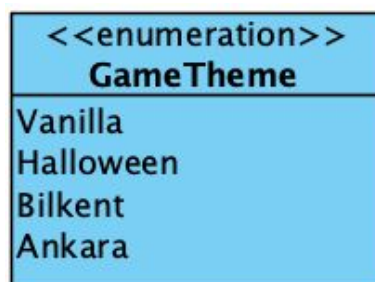 <<enumeration>>
GameTheme
Vanilla
Halloween
Bilkent
Ankara